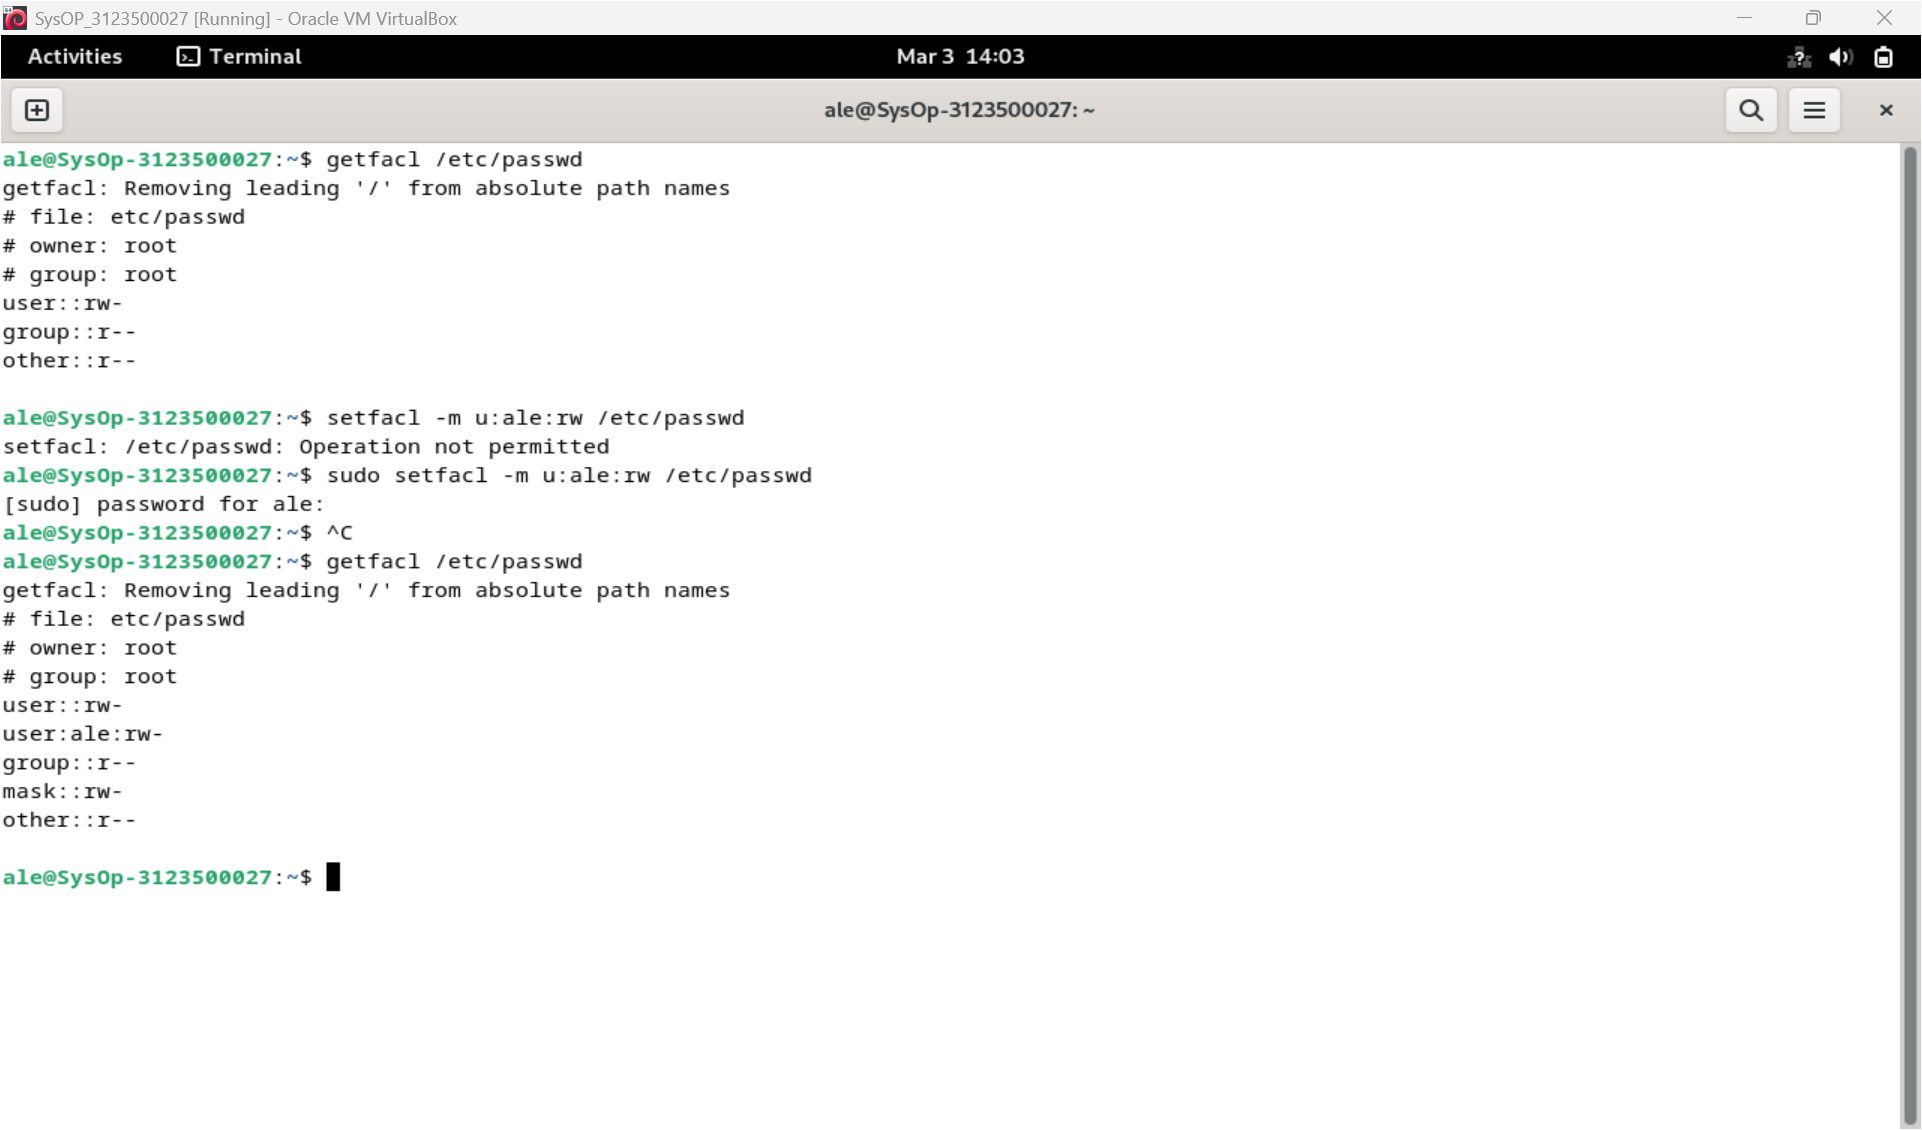 SysOP_3123500027 [Running] - Oracle VM VirtualBox
Activities
Terminal
Mar 3 14:03
ale@SysOp-3123500027: ~
ale@SysOp-3123500027:~$ getfacl /etc/passwd
getfacl: Removing leading '/' from absolute path names
# file: etc/passwd
# owner: root
# group: root
user::rw-
group::r--
other::r--
ale@SysOp-3123500027:~$ setfacl -m u:ale:rw /etc/passwd
setfacl: /etc/passwd: Operation not permitted
ale@SysOp-3123500027:~$ sudo setfacl -m u:ale:rw /etc/passwd
[sudo] password for ale:
ale@SysOp-3123500027:~$ ^C
ale@SysOp-3123500027:~$ getfacl /etc/passwd
getfacl: Removing leading '/' from absolute path names
# file: etc/passwd
# owner: root
# group: root
user::rw-
user:ale:rw-
group::r--
mask::rw-
other::r--
ale@SysOp-3123500027:~$